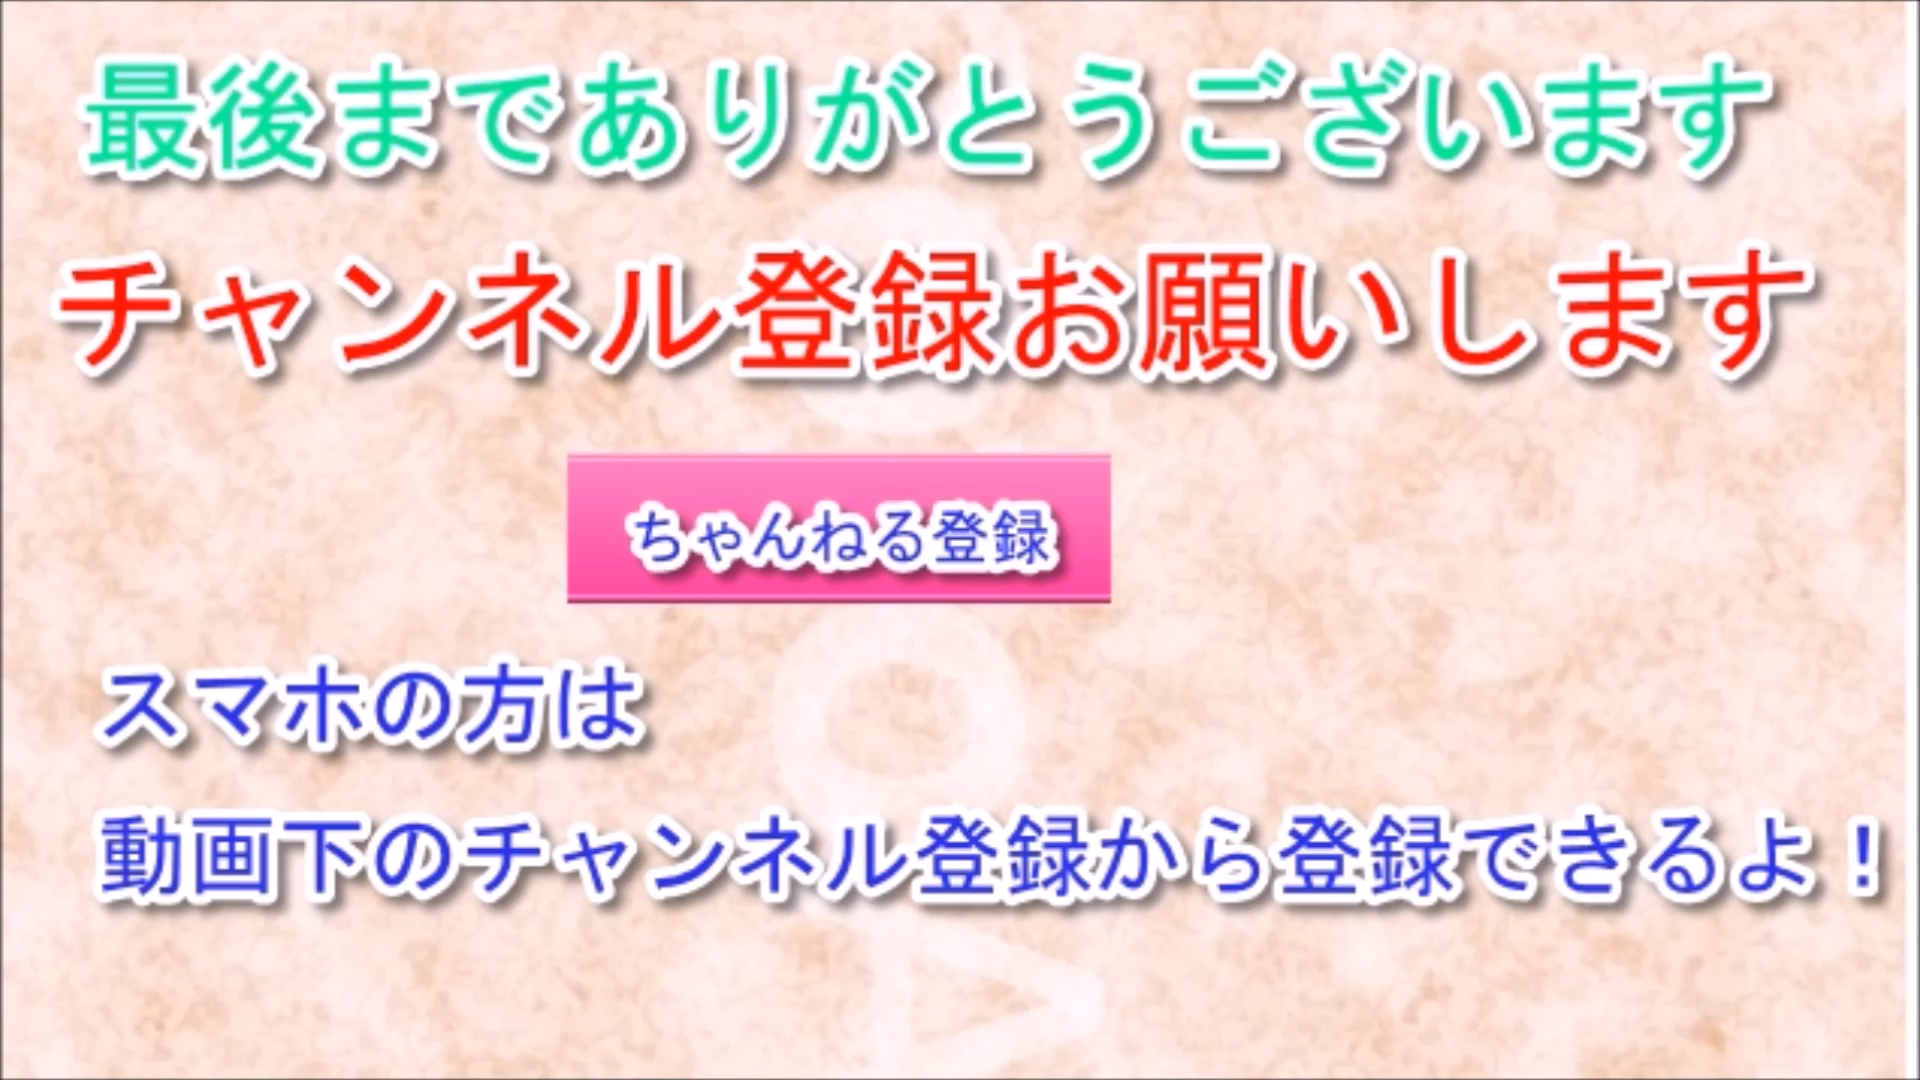 最後までありがとうございます
チャンネル登録お願いします
ちゃんねる登録
スマホの方は
動画下のチャンネル登録から登録できるよ！